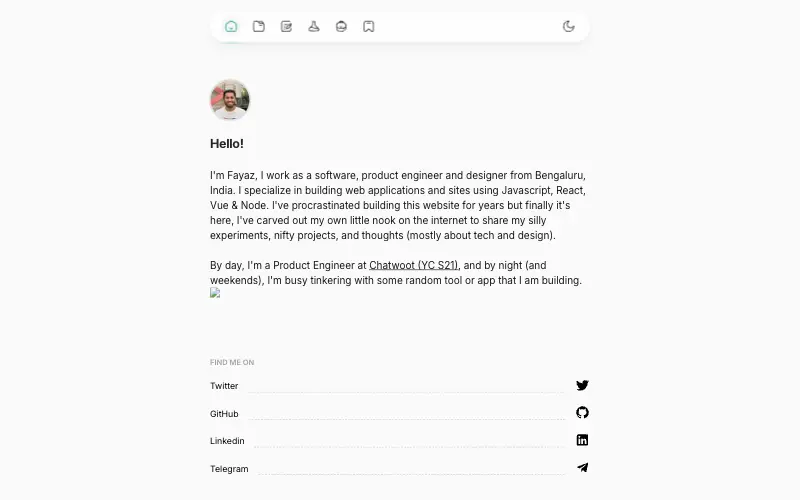 Hello!
I'm Fayaz, I work as a software, product engineer and designer from Bengaluru,
India. I specialize in building web applications and sites using Javascript, React,
Vue & Node. I've procrastinated building this website for years but finally it's
here, I've carved out my own little nook on the internet to share my silly
experiments, nifty projects, and thoughts (mostly about tech and design).
By day, I'm a Product Engineer at Chatwoot (YC S21), and by night (and
weekends), I'm busy tinkering with some random tool or app that I am building.
FIND ME ON
Twitter
GitHub
Linkedin
Telegram